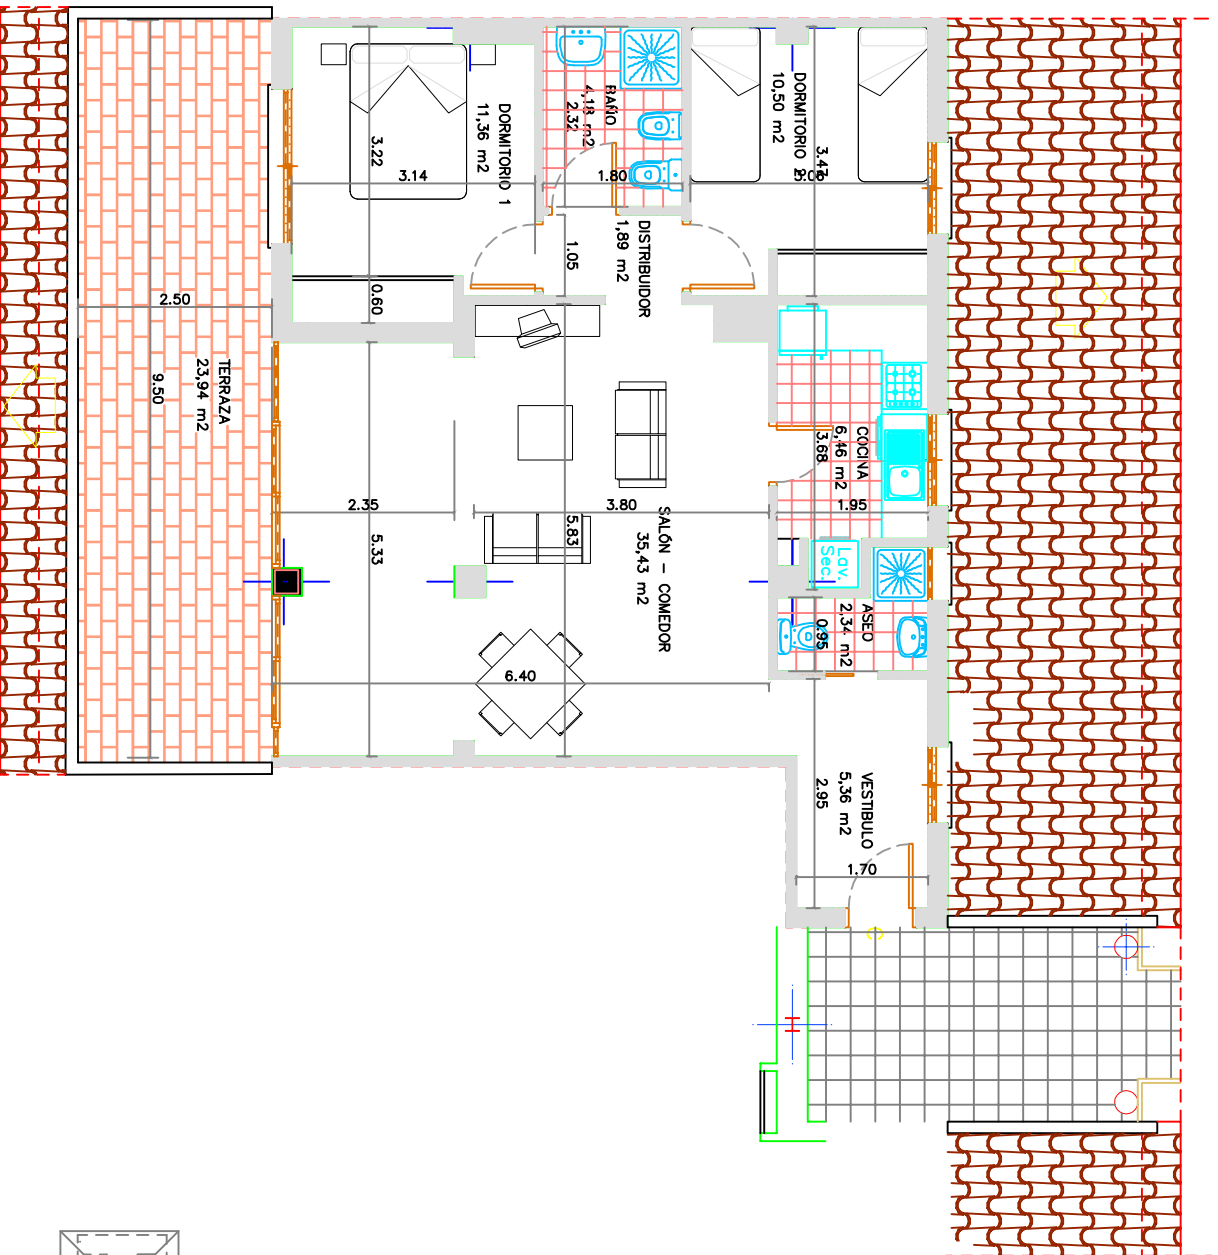 DORMITORIO 1
11,36 m2
3.22
3.14
0.60
BAÑO
4,18 m2
2.32
1.80
DORMITORIO 2
10,50 m2
DISTRIBUIDOR
1,89 m2
1.05
TERRAZA
23,94 m2
2.50
9.50
COCINA
6,46 m2
3.68
1.95
Lav.
Sec.
SALÓN - COMEDOR
35,43 m2
2.35
3.80
5.33
5.83
6.40
ASEO
2,34 m2
0.95
VESTIBULO
5,36 m2
2.95
1.70